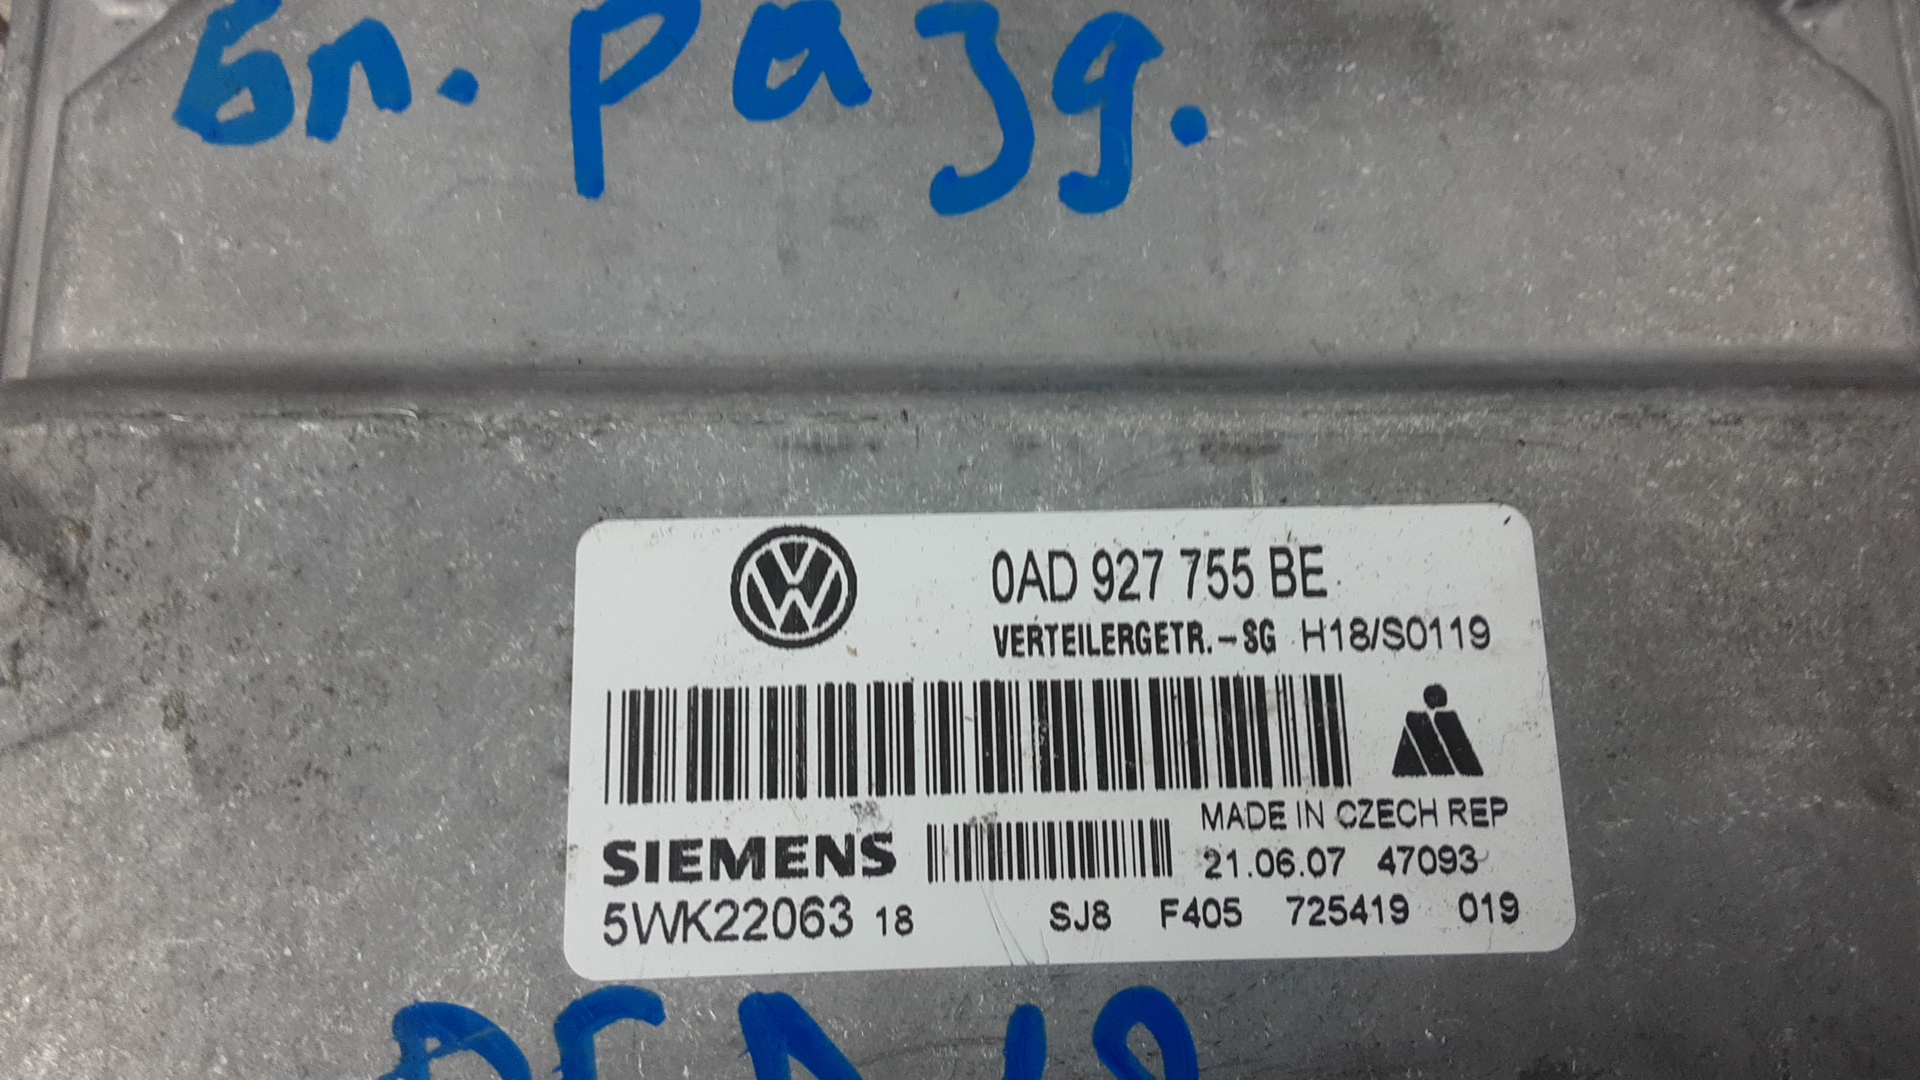 бл. разд.
0AD 927 755 BE
VERTEILERGETR.-SG H18/S0119
MADE IN CZECH REP
SIEMENS
21.06.07 47093
5WK22063 18 SJ8 F405 725419 019